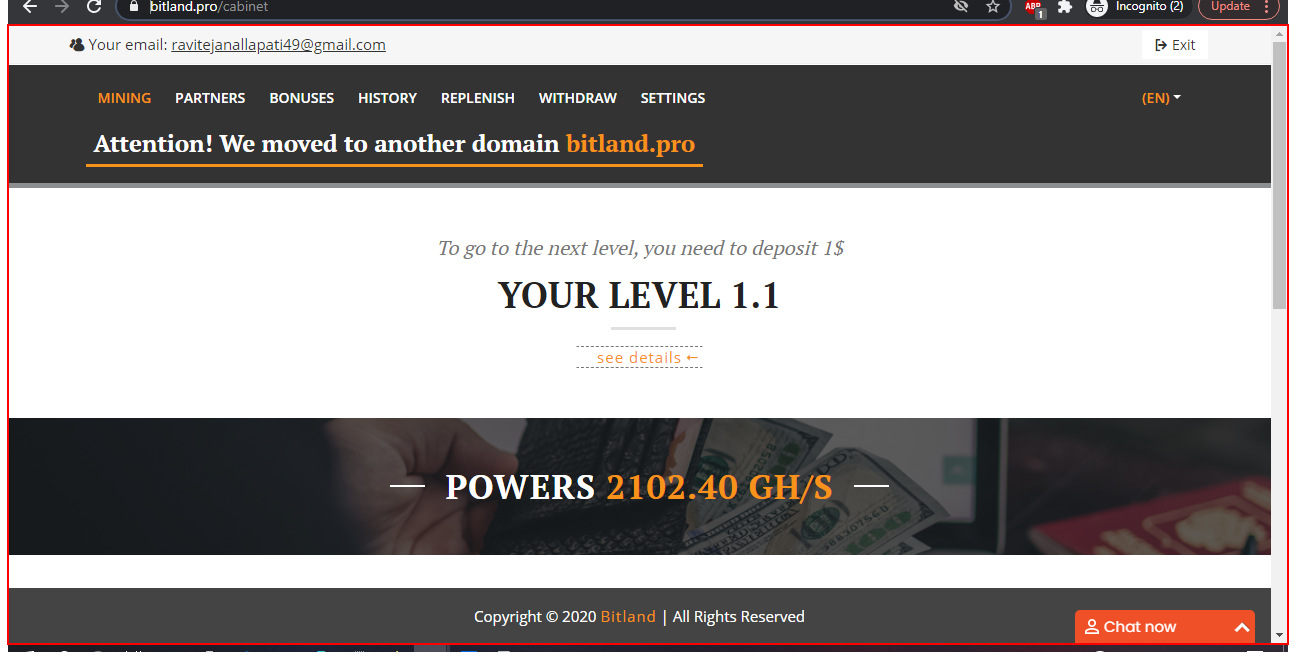 bitland.pro/cabinet
ABP 1 Incognito (2) Update
Your email: ravitejanallapati49@gmail.com Exit
MINING PARTNERS BONUSES HISTORY REPLENISH WITHDRAW SETTINGS (EN)
Attention! We moved to another domain bitland.pro
To go to the next level, you need to deposit 1$
YOUR LEVEL 1.1
see details ←
POWERS 2102.40 GH/S
Copyright © 2020 Bitland | All Rights Reserved
Chat now